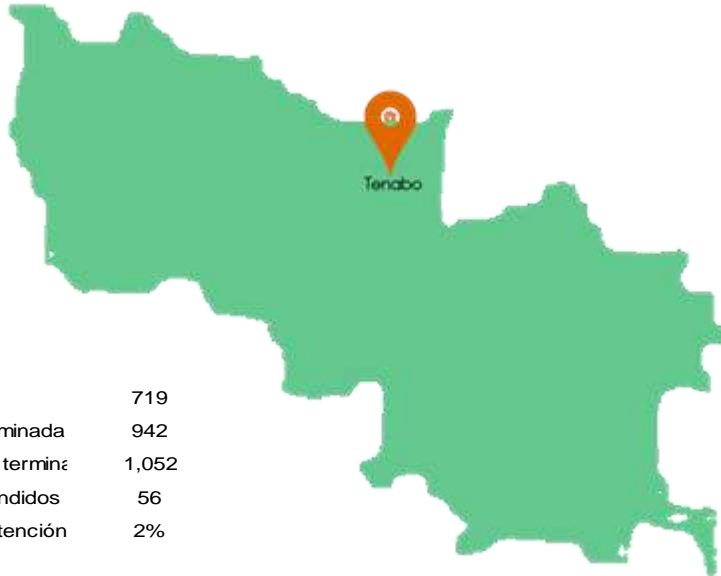 Tenabo
719
minada 942
termina 1,052
ndidos 56
tención 2%